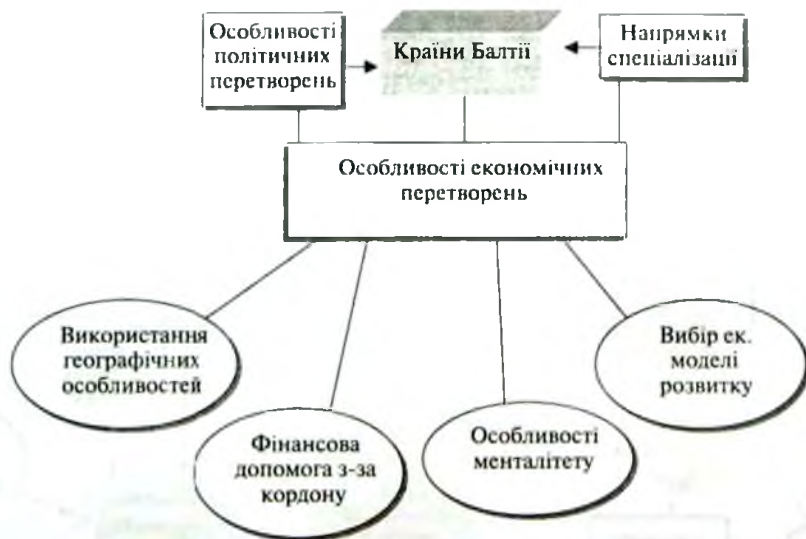 Особливості
політичних
перетворень
Країни Балтії
Напрямки
спеціалізації
Особливості економічних
перетворень
Використання
географічних
особливостей
Фінансова
допомога з-за
кордону
Особливості
менталітету
Вибір ек.
моделі
розвитку